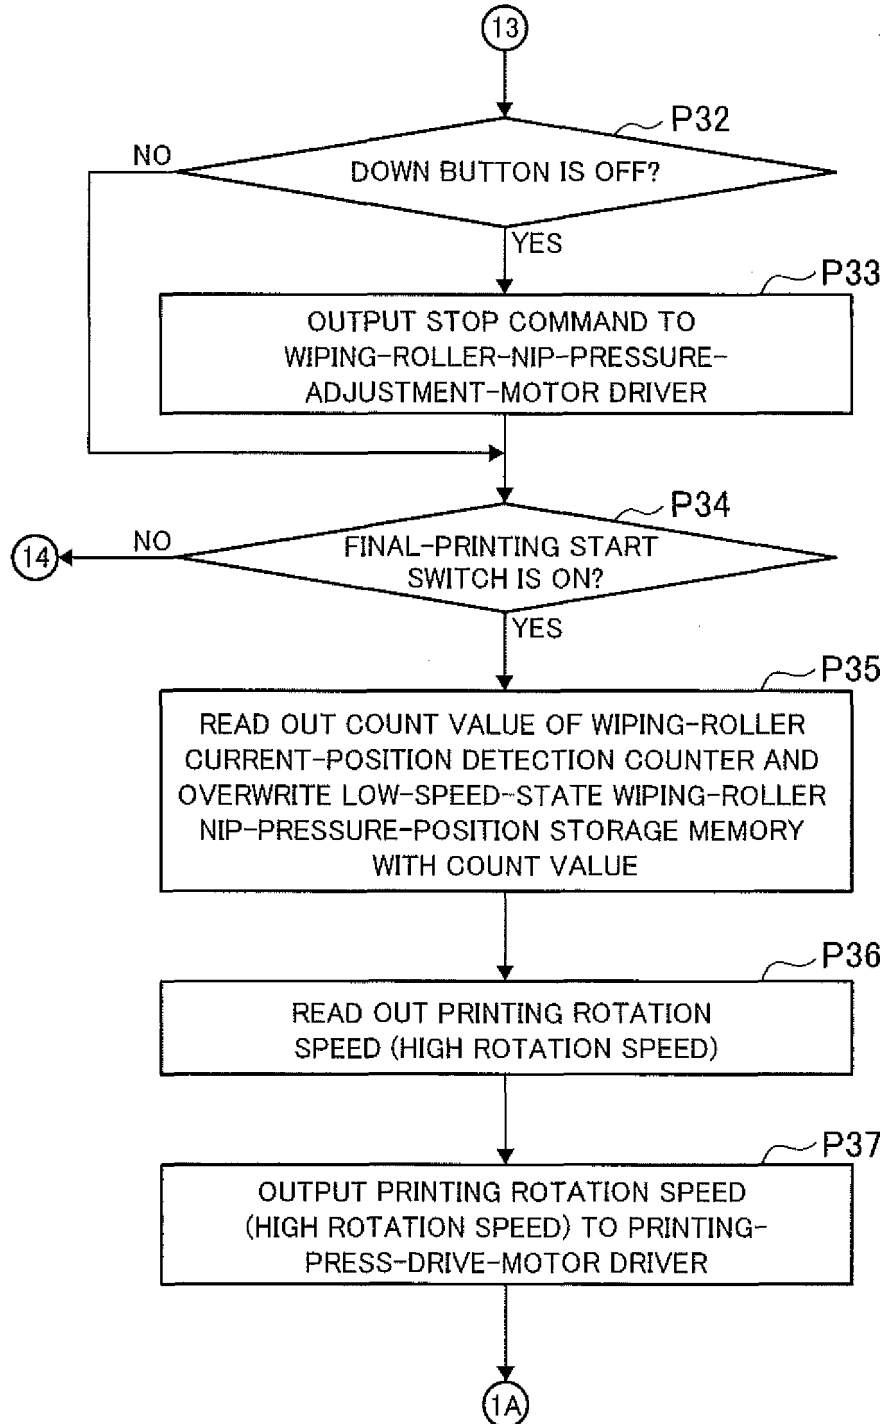 13
P32
NO
DOWN BUTTON IS OFF?
YES
P33
OUTPUT STOP COMMAND TO
WIPING-ROLLER-NIP-PRESSURE-
ADJUSTMENT-MOTOR DRIVER
P34
14
NO
FINAL-PRINTING START
SWITCH IS ON?
YES
P35
READ OUT COUNT VALUE OF WIPING-ROLLER
CURRENT-POSITION DETECTION COUNTER AND
OVERWRITE LOW-SPEED-STATE WIPING-ROLLER
NIP-PRESSURE-POSITION STORAGE MEMORY
WITH COUNT VALUE
P36
READ OUT PRINTING ROTATION
SPEED (HIGH ROTATION SPEED)
P37
OUTPUT PRINTING ROTATION SPEED
(HIGH ROTATION SPEED) TO PRINTING-
PRESS-DRIVE-MOTOR DRIVER
1A